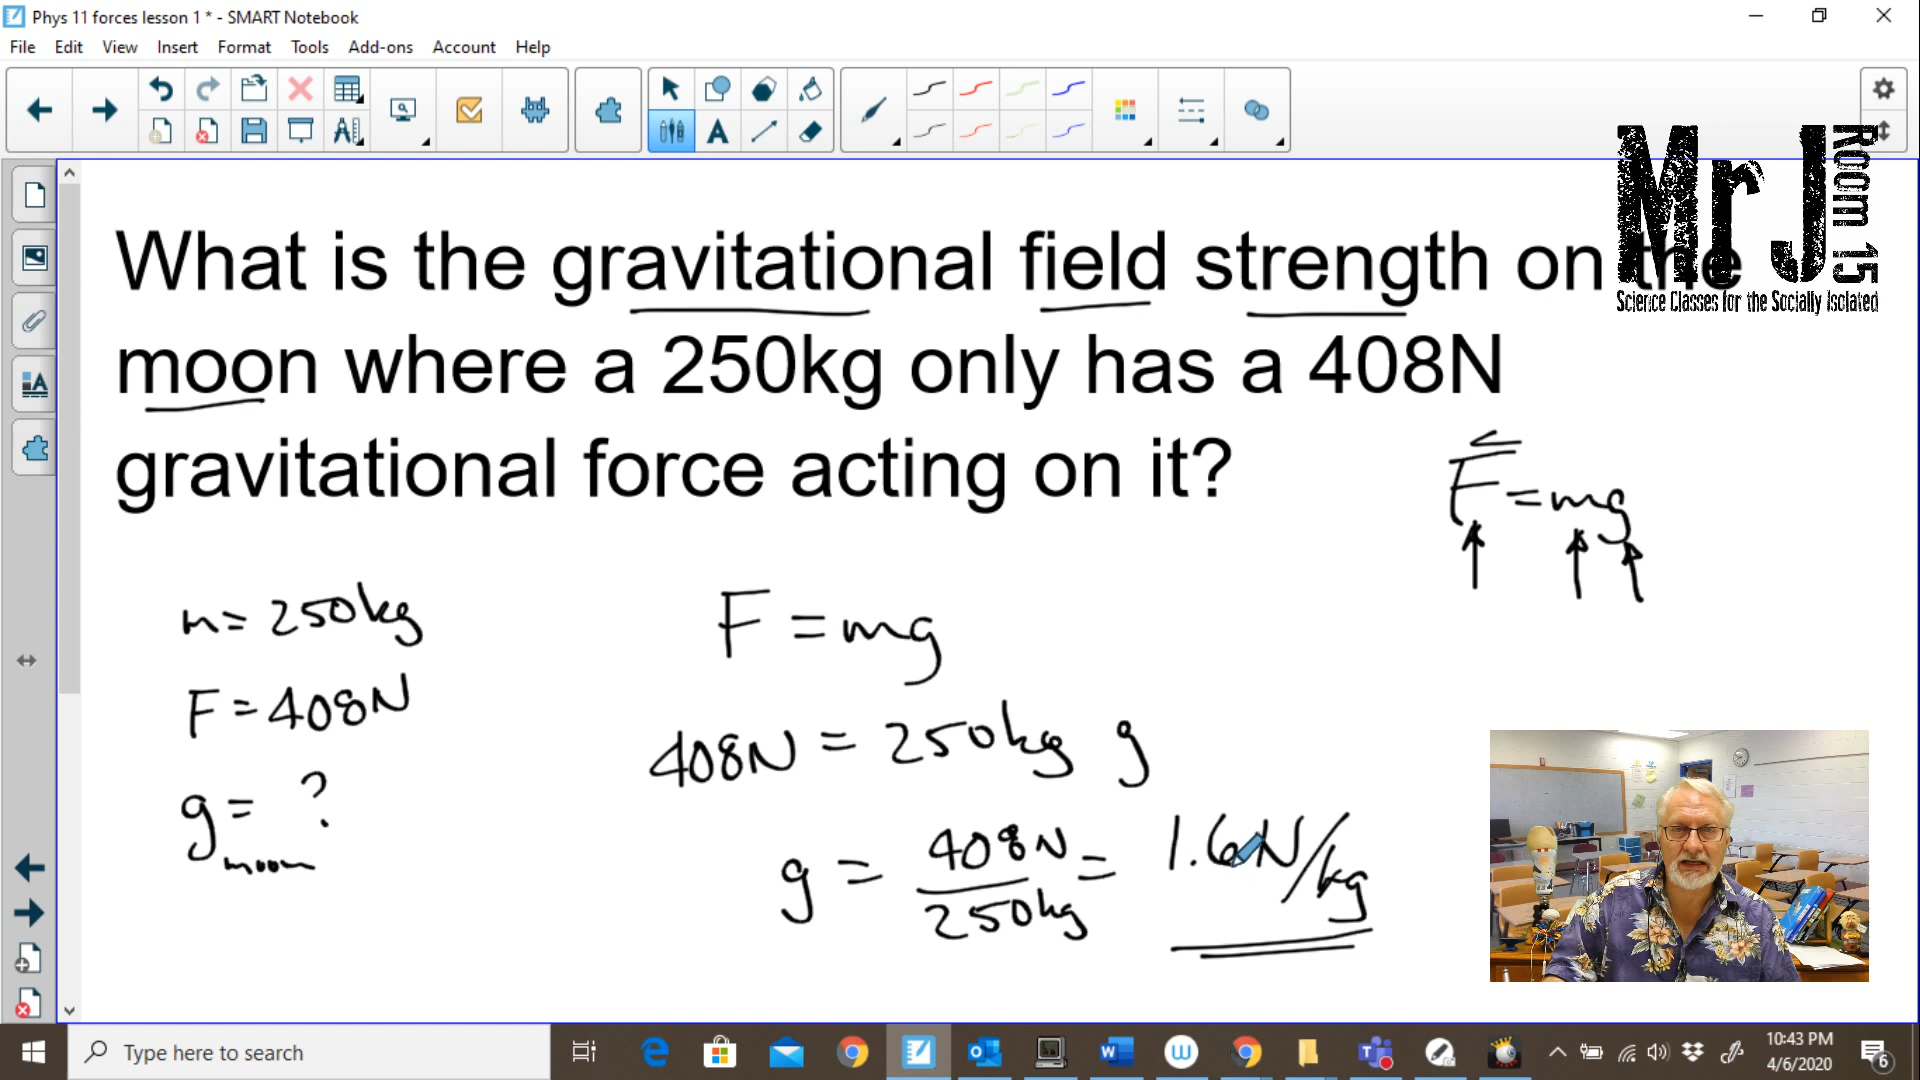 Phys 11 forces lesson 1 * - SMART Notebook
File Edit View Insert Format Tools Add-ons Account Help
Mr J
Room 15
Science Classes for the Socially Isolated
What is the gravitational field strength on the
moon where a 250kg only has a 408N
gravitational force acting on it?
F = mg
m = 250kg
F = 408N
g moon = ?
F = mg
408N = 250kg g
g = 408N / 250kg = 1.6N/kg
Type here to search
10:43 PM
4/6/2020
6